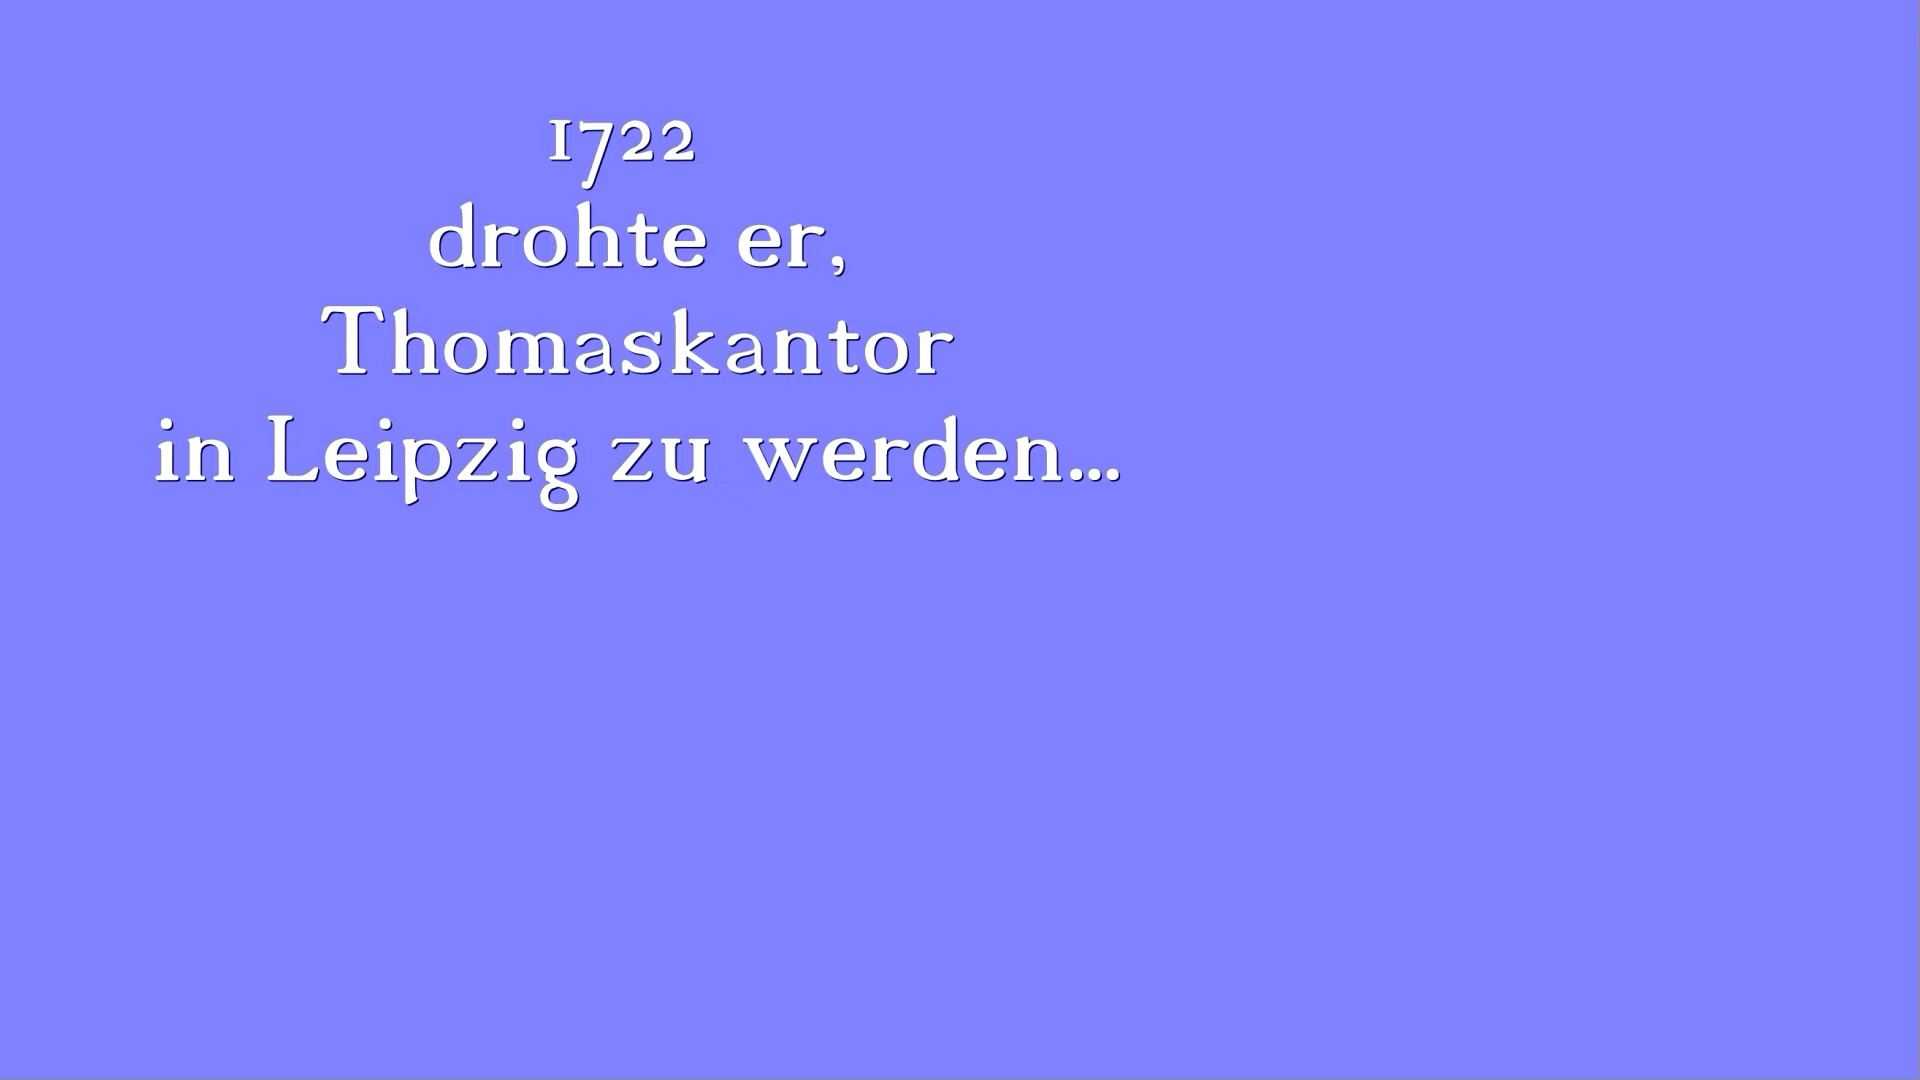 1722
drohte er,
Thomaskantor
in Leipzig zu werden...